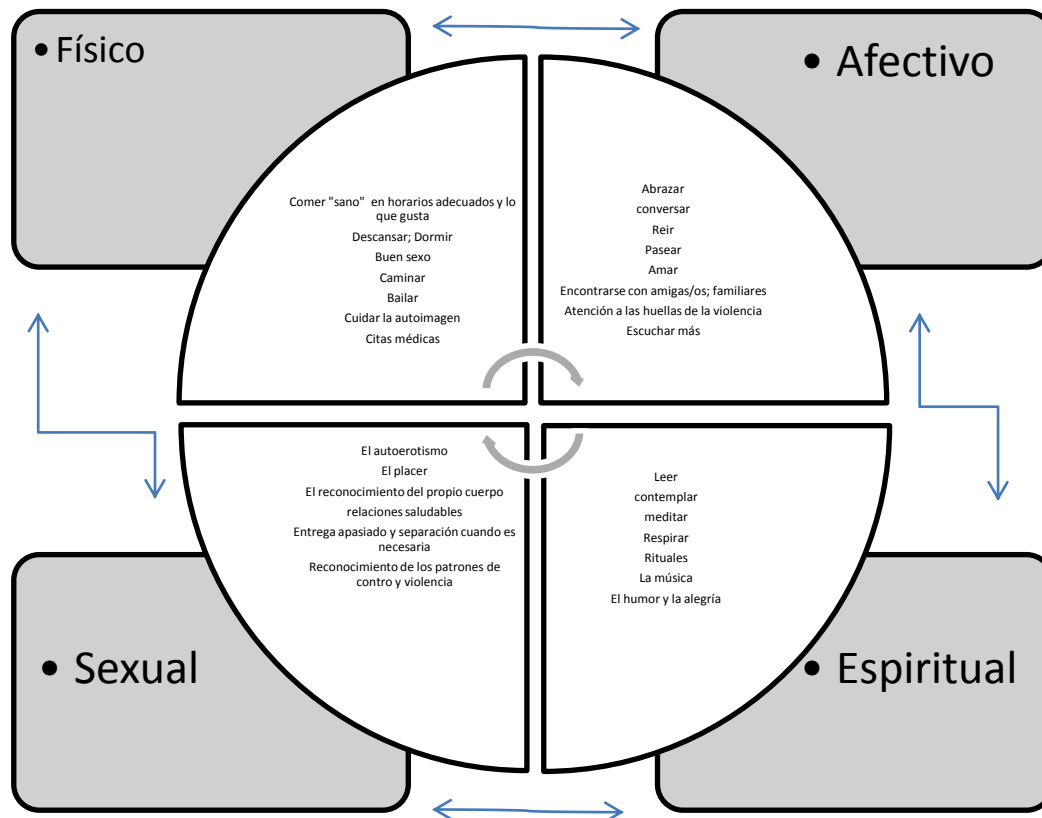 • Físico
• Afectivo
Comer "sano" en horarios adecuados y lo
que gusta
Descansar; Dormir
Buen sexo
Caminar
Bailar
Cuidar la autoimagen
Citas médicas
Abrazar
conversar
Reir
Pasear
Amar
Encontrarse con amigas/os; familiares
Atención a las huellas de la violencia
Escuchar más
El autoerotismo
El placer
El reconocimiento del propio cuerpo
relaciones saludables
Entrega apasiado y separación cuando es
necesaria
Reconocimiento de los patrones de
contro y violencia
Leer
contemplar
meditar
Respirar
Rituales
La música
El humor y la alegría
• Sexual
• Espiritual